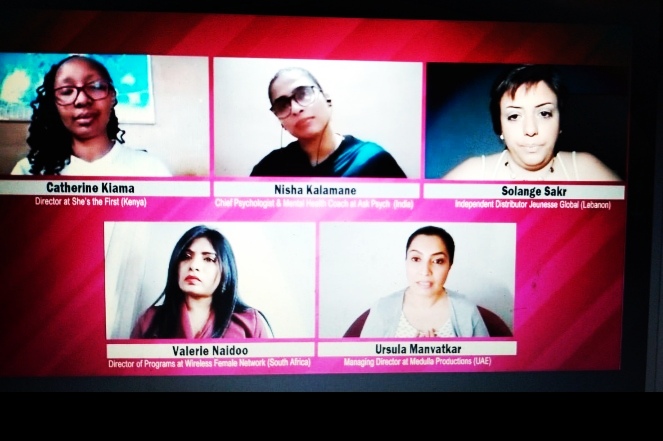 Catherine Kiama
Director at She's the First (Kenya)
Nisha Kalamane
Chief Psychologist & Mental Health Coach at Ask Psych (India)
Solange Sakr
Independent Distributor Jeunesse Global (Labanon)
Valerie Naidoo
Director of Programs at Wireless Female Network (South Africa)
Ursula Manvatkar
Managing Director at Medulla Productions (UAE)